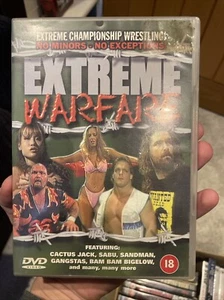 EXTREME CHAMPIONSHIP WRESTLING:
NO MINORS - NO EXCEPTIONS
EXTREME
WARFARE
WANTED
FEATURING:
CACTUS JACK, SABU, SANDMAN,
GANGSTAS, BAM BAM BIGELOW,
and many, many more
DVD
VIDEO
18